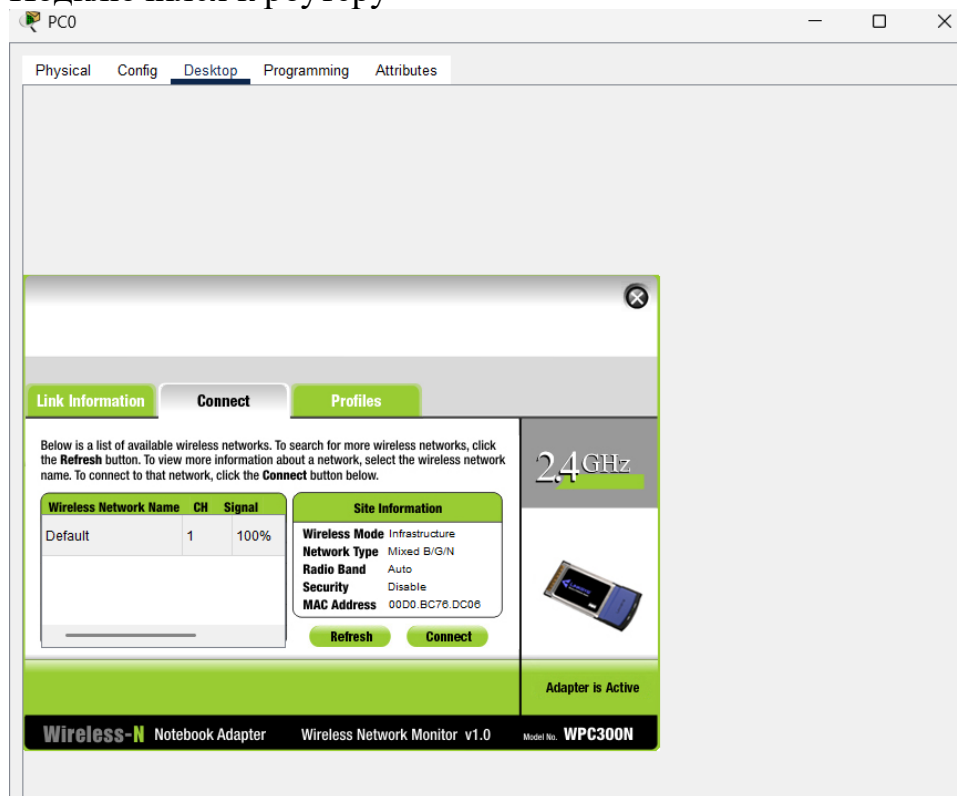 Подключился к роутеру
PC0
Physical Config Desktop Programming Attributes
Link Information Connect Profiles
Below is a list of available wireless networks. To search for more wireless networks, click
the Refresh button. To view more information about a network, select the wireless network
name. To connect to that network, click the Connect button below.
2.4GHz
Wireless Network Name CH Signal
Default 1 100%
Site Information
Wireless Mode Infrastructure
Network Type Mixed B/G/N
Radio Band Auto
Security Disable
MAC Address 00D0.BC76.DC06
Refresh Connect
Adapter is Active
Wireless-N Notebook Adapter Wireless Network Monitor v1.0 Model No. WPC300N